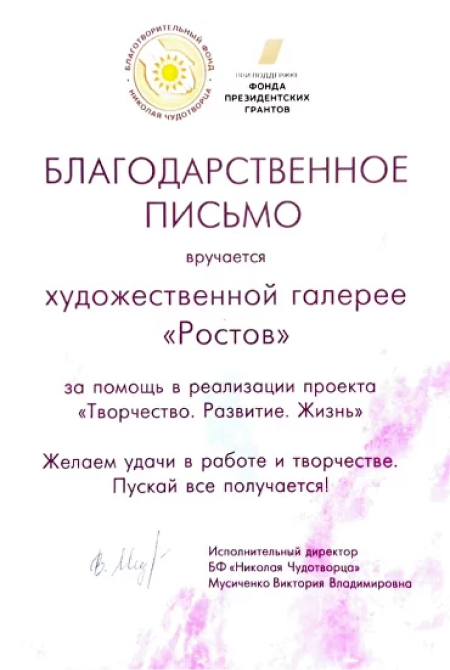 БЛАГОТВОРИТЕЛЬНЫЙ ФОНД
НИКОЛАЯ ЧУДОТВОРЦА
ПРИ ПОДДЕРЖКЕ
ФОНДА
ПРЕЗИДЕНТСКИХ
ГРАНТОВ
БЛАГОДАРСТВЕННОЕ
ПИСЬМО
вручается
художественной галерее
«Ростов»
за помощь в реализации проекта
«Творчество. Развитие. Жизнь»
Желаем удачи в работе и творчестве.
Пускай все получается!
Исполнительный директор
БФ «Николая Чудотворца»
Мусиченко Виктория Владимировна